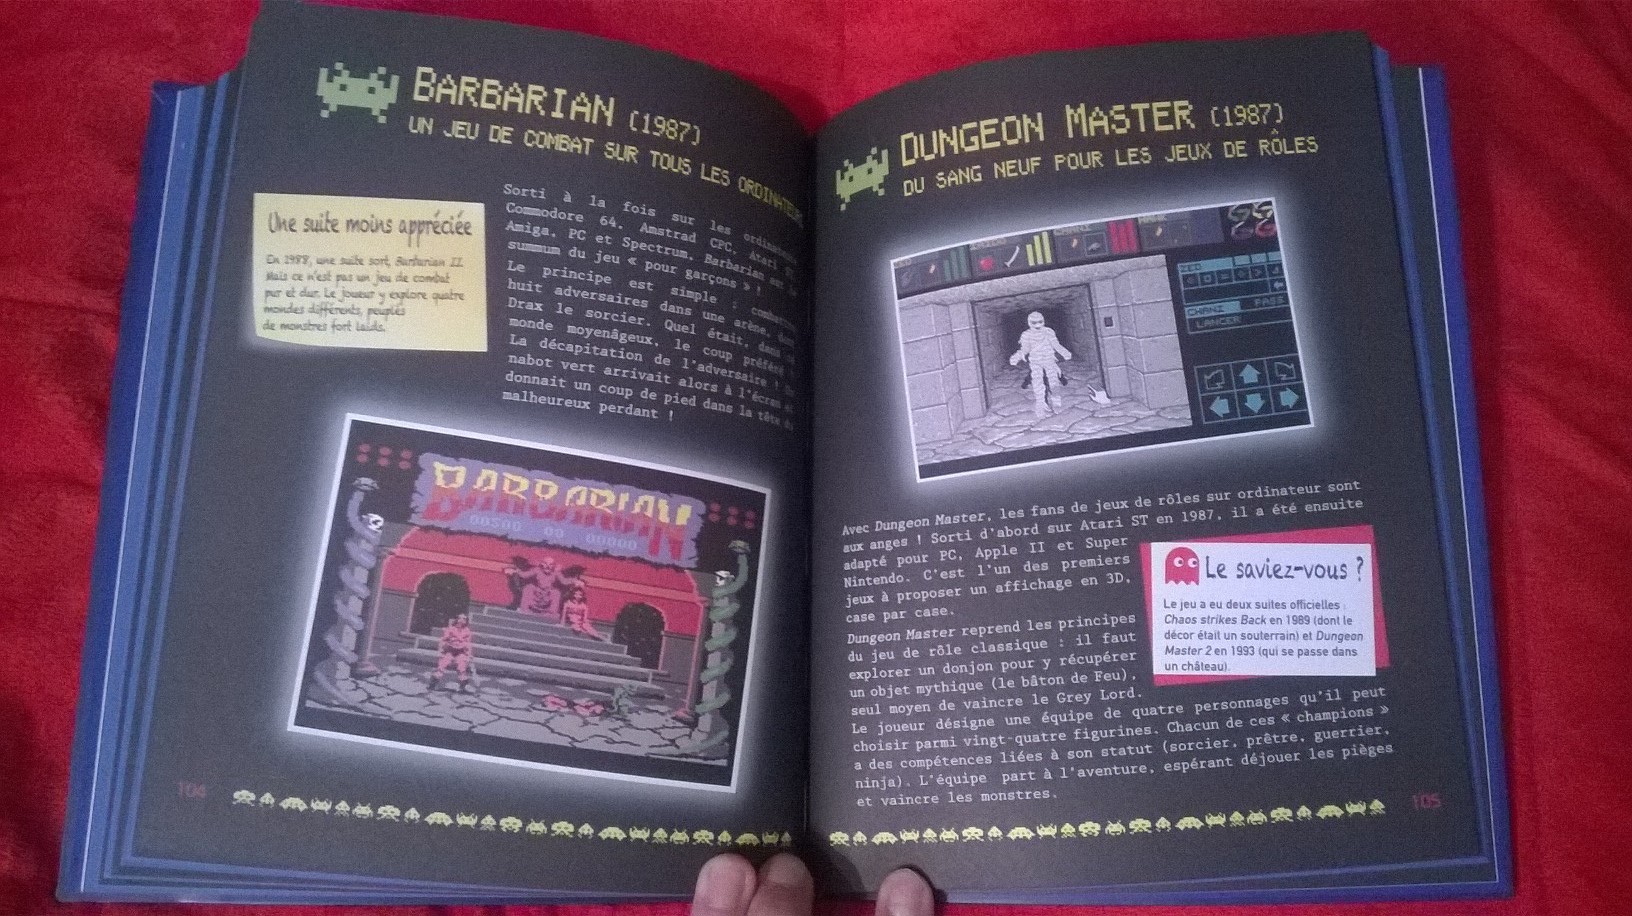 BARBARIAN (1987)
UN JEU DE COMBAT SUR TOUS LES ORDINATEURS
Une suite moins appréciée
En 1988, une suite sort, Barbarian II.
Mais ce n'est pas un jeu de combat
pur et dur. Le joueur y explore quatre
mondes différents, peuplés
de monstres fort laids.
Sorti à la fois sur les ordinateurs
Commodore 64, Amstrad CPC, Atari
Amiga, PC et Spectrum, Barbarian
summum du jeu « pour garçons » !
Le principe est simple : combattre
huit adversaires dans une arène,
Drax le sorcier. Quel était, dans
monde moyenâgeux, le coup préféré
La décapitation de l'adversaire !
nabot vert arrivait alors à l'écran et
donnait un coup de pied dans la tête du
malheureux perdant !
BARBARIAN
00500 00 00000
104
DUNGEON MASTER (1987)
DU SANG NEUF POUR LES JEUX DE RÔLES
CHANI
ZED
CHANI PASS
LANCER
Avec Dungeon Master, les fans de jeux de rôles sur ordinateur sont
aux anges ! Sorti d'abord sur Atari ST en 1987, il a été ensuite
adapté pour PC, Apple II et Super
Nintendo. C'est l'un des premiers
jeux à proposer un affichage en 3D,
case par case.
Dungeon Master reprend les principes
du jeu de rôle classique : il faut
explorer un donjon pour y récupérer
un objet mythique (le bâton de Feu),
seul moyen de vaincre le Grey Lord.
Le joueur désigne une équipe de quatre personnages qu'il peut
choisir parmi vingt-quatre figurines. Chacun de ces « champions »
a des compétences liées à son statut (sorcier, prêtre, guerrier,
ninja). L'équipe part à l'aventure, espérant déjouer les pièges
et vaincre les monstres.
Le saviez-vous ?
Le jeu a eu deux suites officielles :
Chaos strikes Back en 1989 (dont le
décor était un souterrain) et Dungeon
Master 2 en 1993 (qui se passe dans
un château).
105